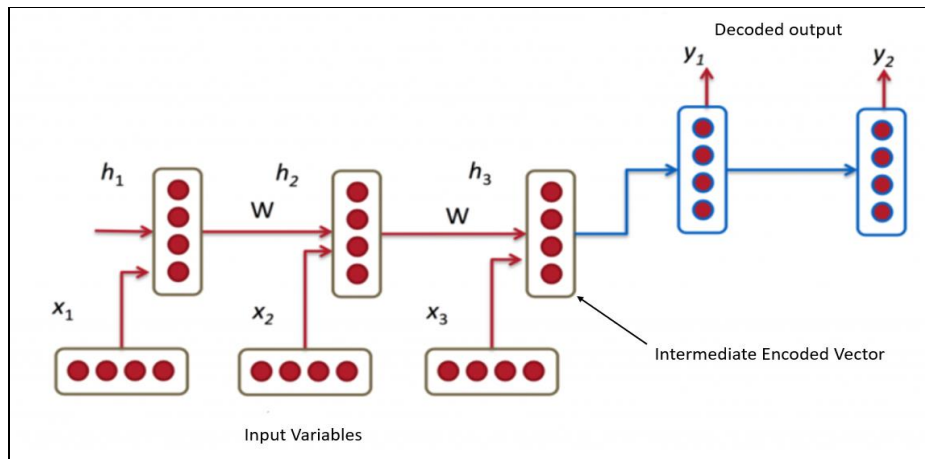 Decoded output
y1 y2
h1 h2 h3
W W
x1 x2 x3
Intermediate Encoded Vector
Input Variables